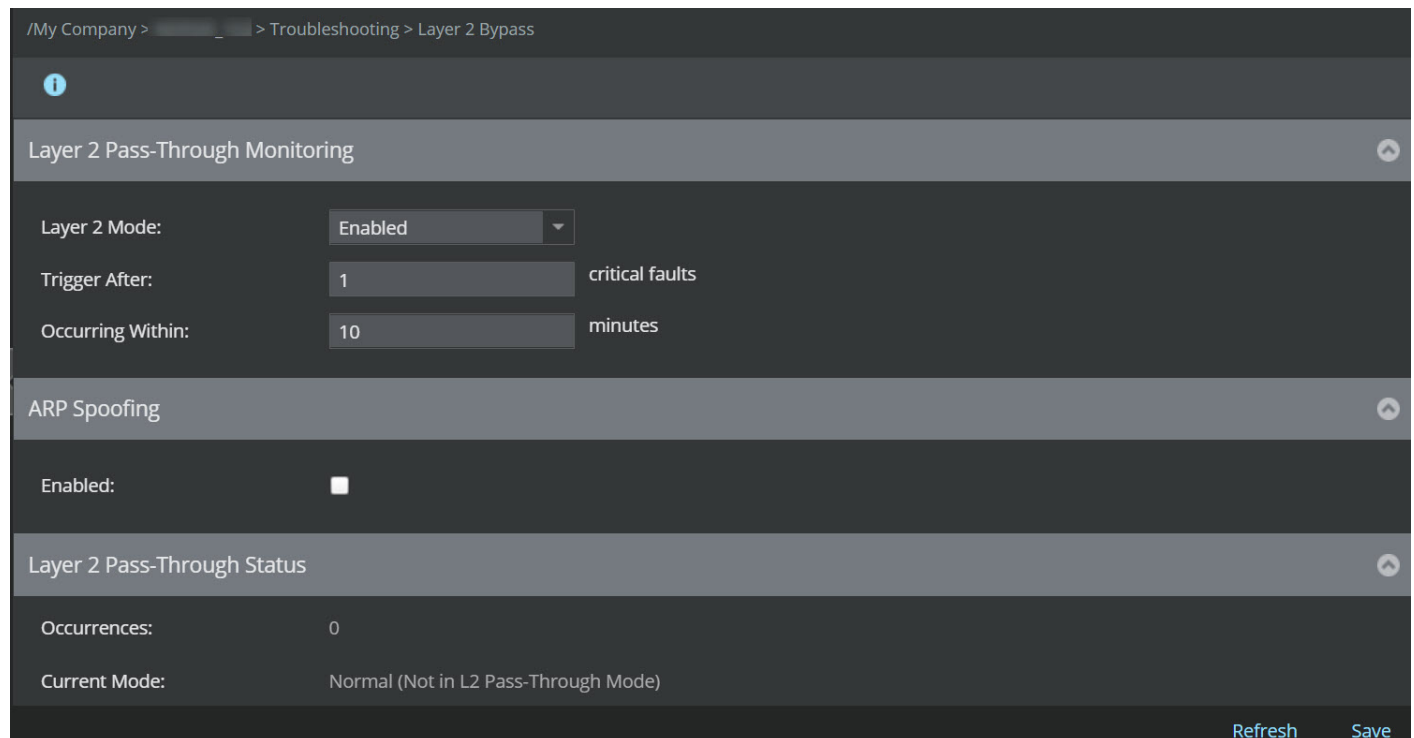 /My Company > > Troubleshooting > Layer 2 Bypass
Layer 2 Pass-Through Monitoring
Layer 2 Mode: Enabled
Trigger After: 1 critical faults
Occurring Within: 10 minutes
ARP Spoofing
Enabled:
Layer 2 Pass-Through Status
Occurrences: 0
Current Mode: Normal (Not in L2 Pass-Through Mode)
Refresh Save